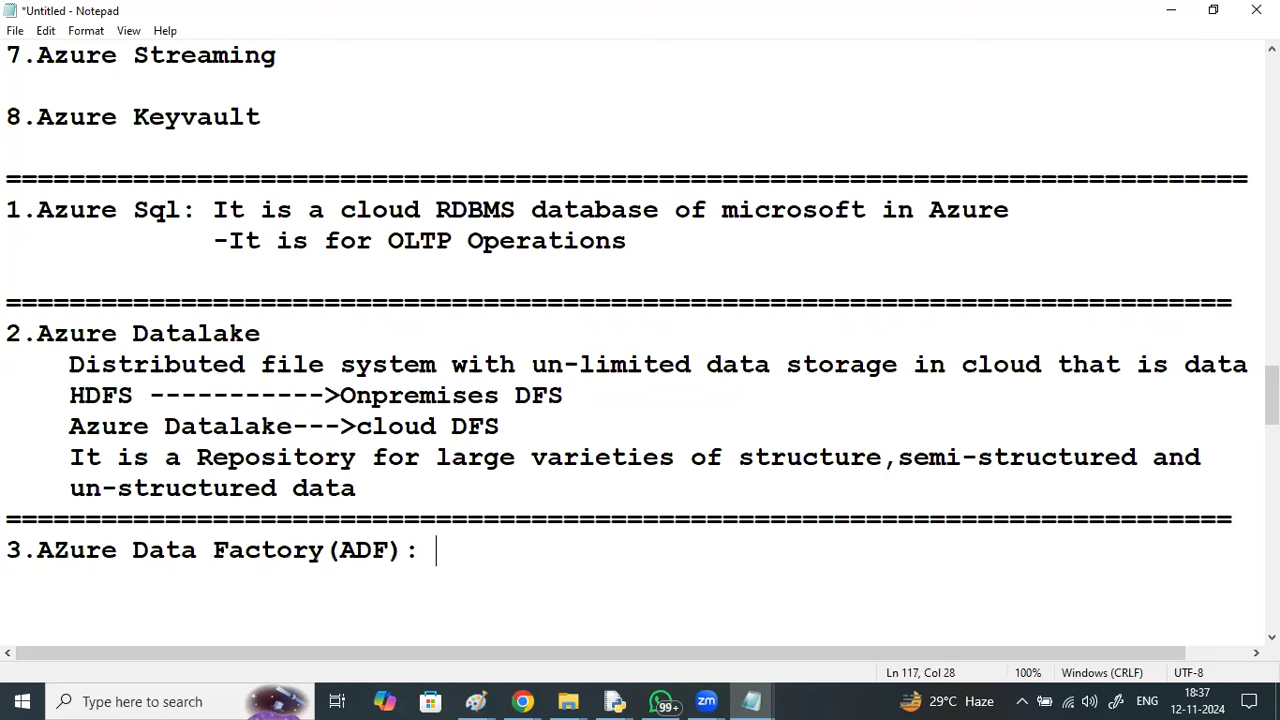 *Untitled - Notepad
File Edit Format View Help
7.Azure Streaming
8.Azure Keyvault
==============================================================================
1.Azure Sql: It is a cloud RDBMS database of microsoft in Azure
-It is for OLTP Operations
=============================================================================
2.Azure Datalake
Distributed file system with un-limited data storage in cloud that is data
HDFS ----------->Onpremises DFS
Azure Datalake--->cloud DFS
It is a Repository for large varieties of structure,semi-structured and
un-structured data
=============================================================================
3.AZure Data Factory(ADF):
Ln 117, Col 28 100% Windows (CRLF) UTF-8
Type here to search 99+ zm 29°C Haze ENG 18:37
12-11-2024